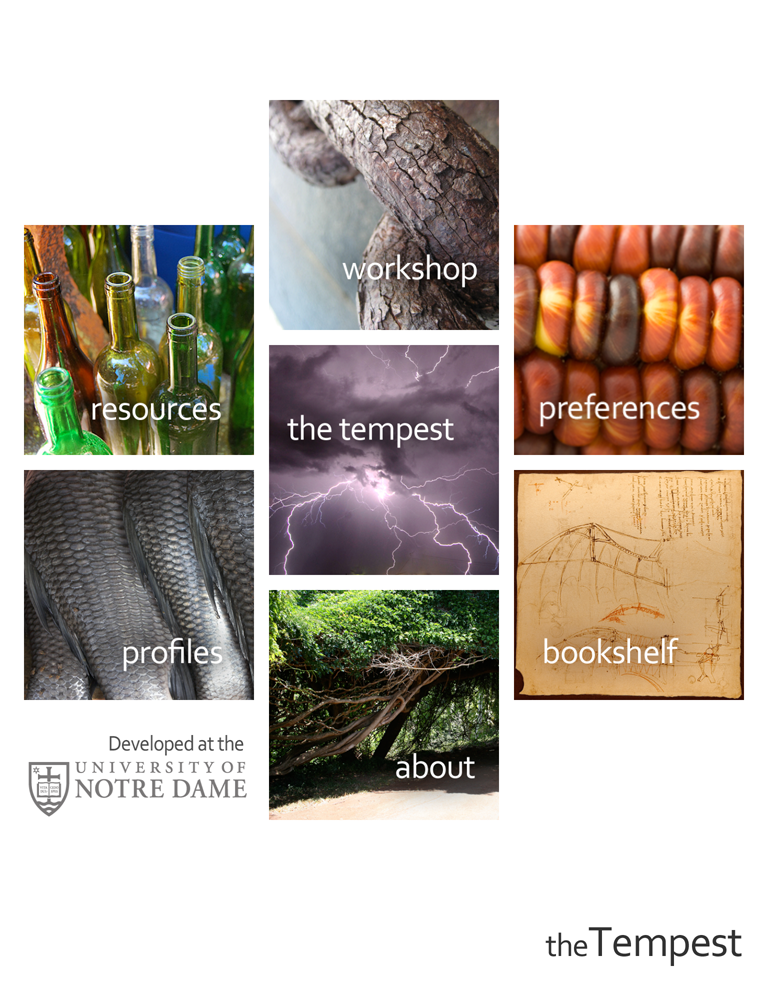 workshop
resources
preferences
the tempest
profiles
bookshelf
about
Developed at the
UNIVERSITY OF
NOTRE DAME
theTempest